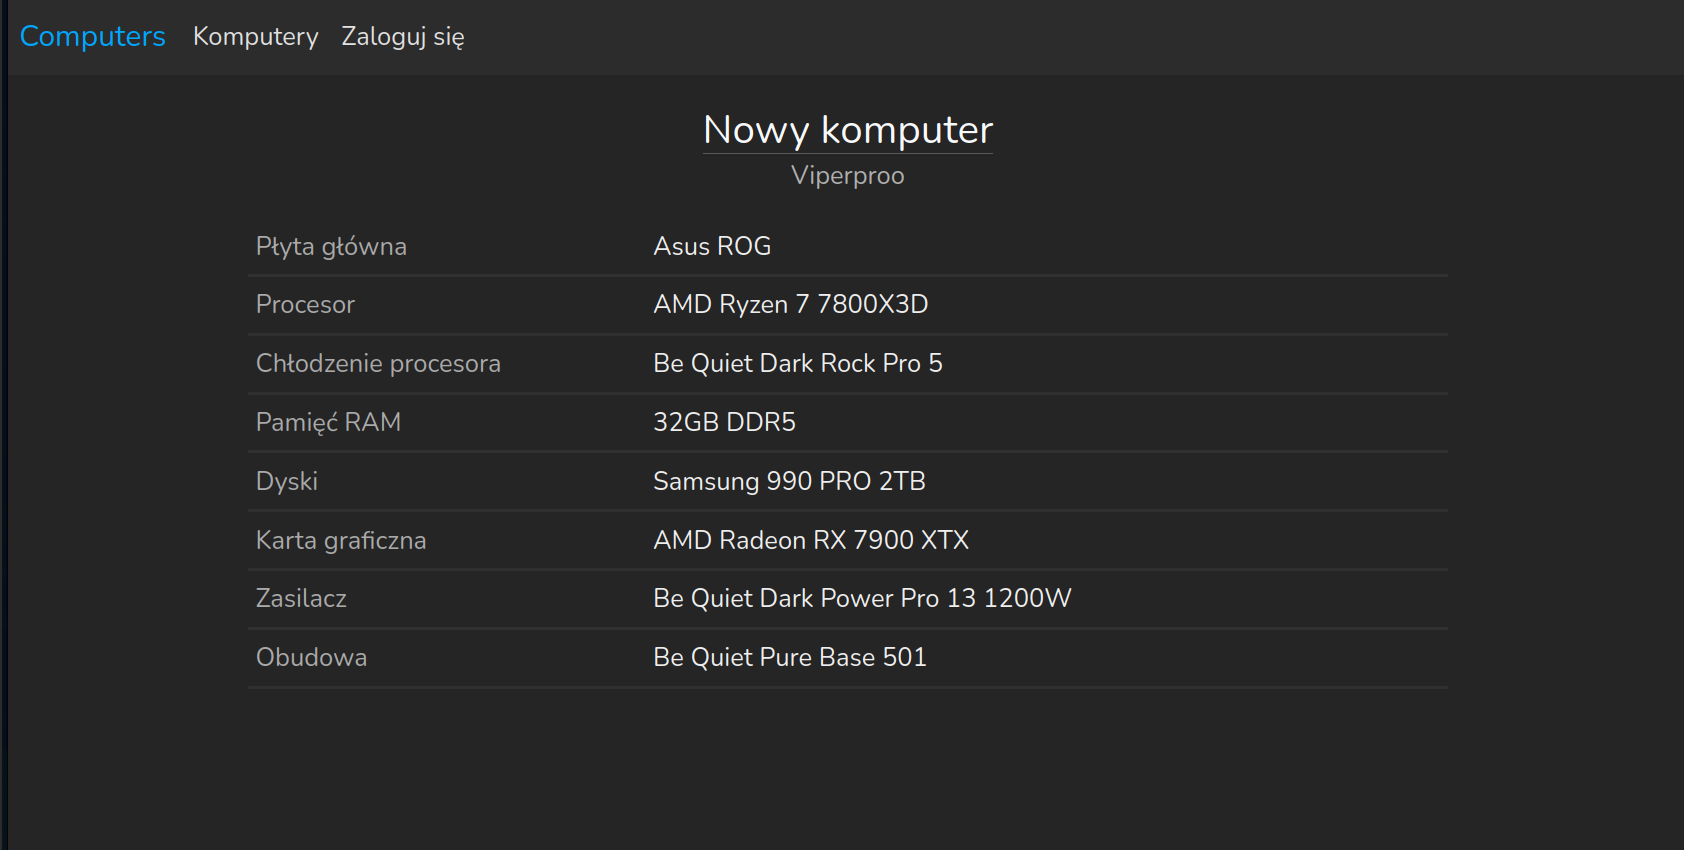 Computers Komputery Zaloguj się
Nowy komputer
Viperproo
Płyta główna Asus ROG
Procesor AMD Ryzen 7 7800X3D
Chłodzenie procesora Be Quiet Dark Rock Pro 5
Pamięć RAM 32GB DDR5
Dyski Samsung 990 PRO 2TB
Karta graficzna AMD Radeon RX 7900 XTX
Zasilacz Be Quiet Dark Power Pro 13 1200W
Obudowa Be Quiet Pure Base 501